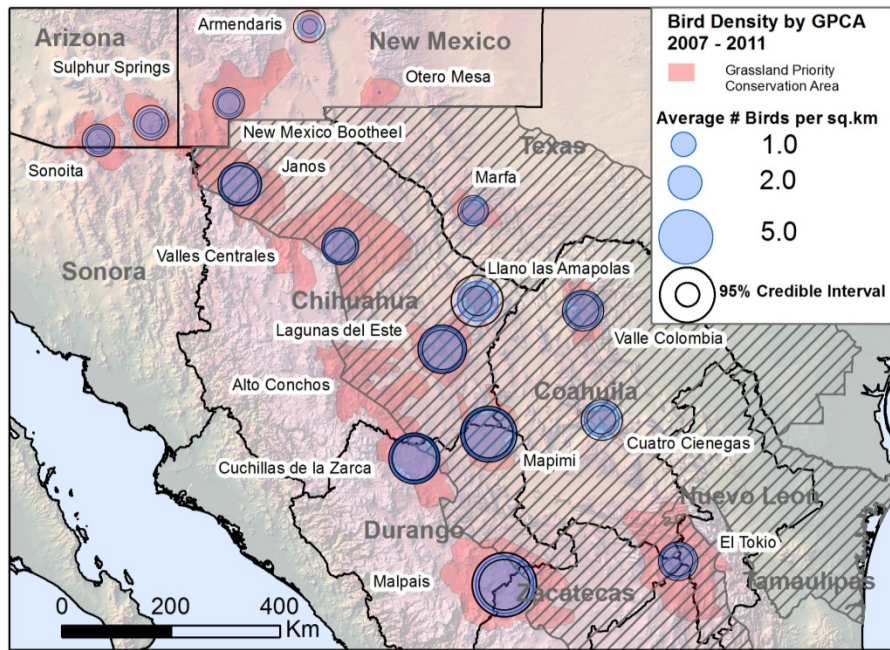 Arizona
Sulphur Springs
Armendaris
New Mexico
Otero Mesa
New Mexico Bootheel
Sonoita
Janos
Texas
Marfa
Sonora
Valles Centrales
Chihuahua
Llano las Amapolas
Lagunas del Este
Valle Colombia
Alto Conchos
Coahuila
Cuatro Cienegas
Cuchillas de la Zarca
Mapimi
Nuevo Leon
Durango
El Tokio
Malpais
Zacatecas
Tamaulipas
0 200 400
Km
Bird Density by GPCA
2007 - 2011
Grassland Priority
Conservation Area
Average # Birds per sq.km
1.0
2.0
5.0
95% Credible Interval